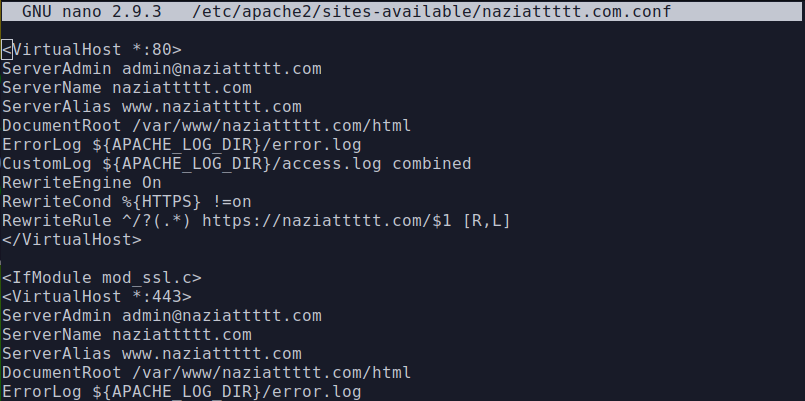 GNU nano 2.9.3   /etc/apache2/sites-available/naziattttt.com.conf
<VirtualHost *:80>
ServerAdmin admin@naziattttt.com
ServerName naziattttt.com
ServerAlias www.naziattttt.com
DocumentRoot /var/www/naziattttt.com/html
ErrorLog ${APACHE_LOG_DIR}/error.log
CustomLog ${APACHE_LOG_DIR}/access.log combined
RewriteEngine On
RewriteCond %{HTTPS} !=on
RewriteRule ^/?(.*) https://naziattttt.com/$1 [R,L]
</VirtualHost>
<IfModule mod_ssl.c>
<VirtualHost *:443>
ServerAdmin admin@naziattttt.com
ServerName naziattttt.com
ServerAlias www.naziattttt.com
DocumentRoot /var/www/naziattttt.com/html
ErrorLog ${APACHE_LOG_DIR}/error.log